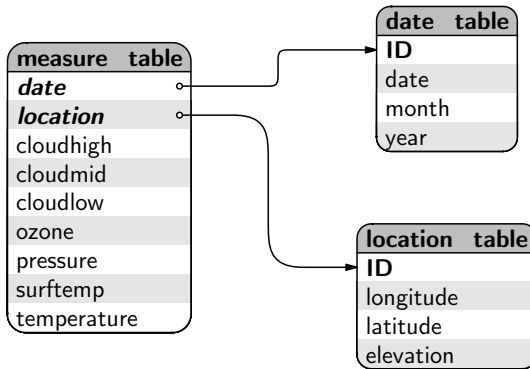 measure table
date
location
cloudhigh
cloudmid
cloudlow
ozone
pressure
surftemp
temperature
date table
ID
date
month
year
location table
ID
longitude
latitude
elevation